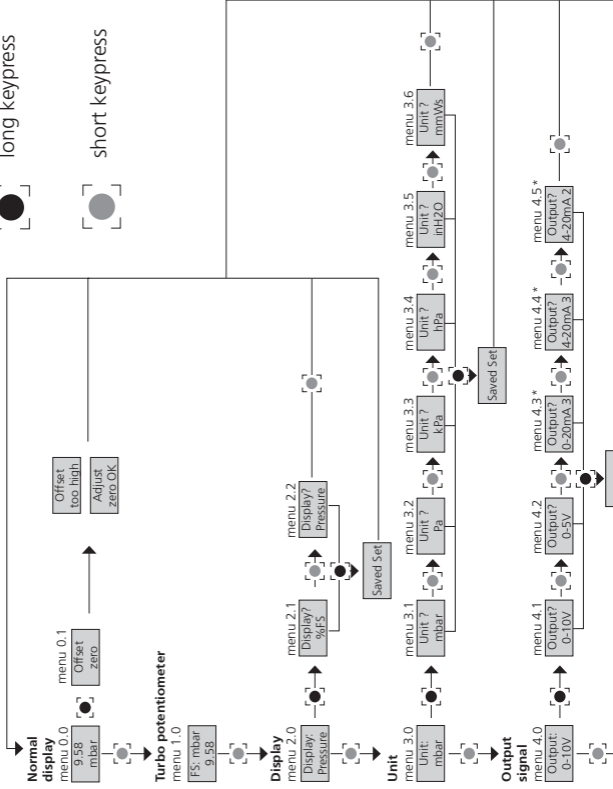 long keypress
short keypress
Normal
display
menu 0.0
9.58
mbar
menu 0.1
Offset
zero
Offset
too high
Adjust
zero OK
Turbo potentiometer
menu 1.0
FS: mbar
9.58
Display
menu 2.0
Display:
Pressure
menu 2.1
Display?
%FS
menu 2.2
Display?
Pressure
Saved Set
Unit
menu 3.0
Unit:
mbar
menu 3.1
Unit ?
mbar
menu 3.2
Unit ?
Pa
menu 3.3
Unit ?
kPa
menu 3.4
Unit ?
hPa
menu 3.5
Unit ?
inH2O
menu 3.6
Unit ?
mmWs
Saved Set
Output
signal
menu 4.0
Output:
0-10V
menu 4.1
Output?
0-10V
menu 4.2
Output?
0-5V
menu 4.3*
Output?
0-20mA 3
menu 4.4*
Output?
4-20mA 3
menu 4.5*
Output?
4-20mA 2